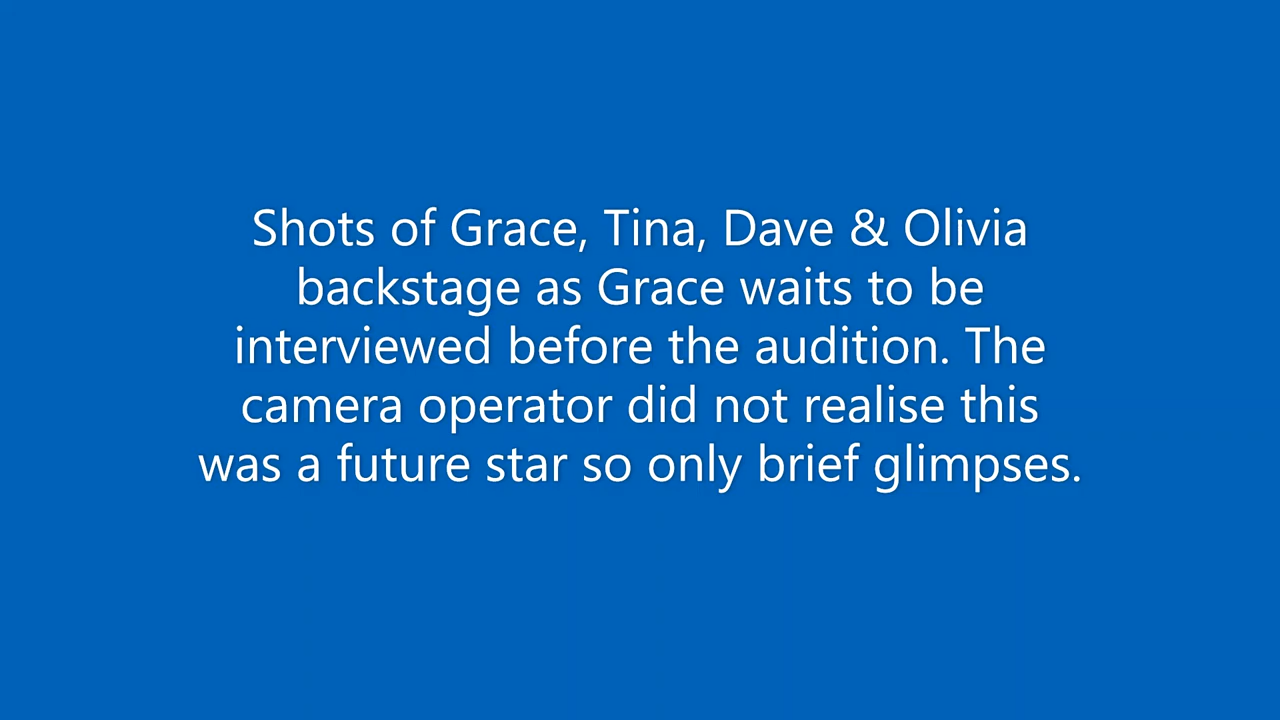 Shots of Grace, Tina, Dave & Olivia
backstage as Grace waits to be
interviewed before the audition. The
camera operator did not realise this
was a future star so only brief glimpses.